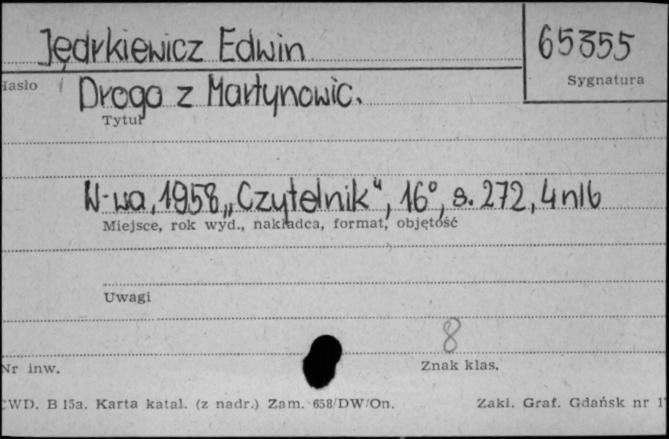 Jędrkiewicz Edwin
65355
Hasło
Sygnatura
Droga z Martynowic.
Tytuł
W-wa, 1958, „Czytelnik", 16°, s. 272, 4 nlb
Miejsce, rok wyd., nakładca, format, objętość
Uwagi
8
Nr inw.
Znak klas.
CWD. B 15a. Karta katal. (z nadr.) Zam. 658/DW/On.
Zakł. Graf. Gdańsk nr